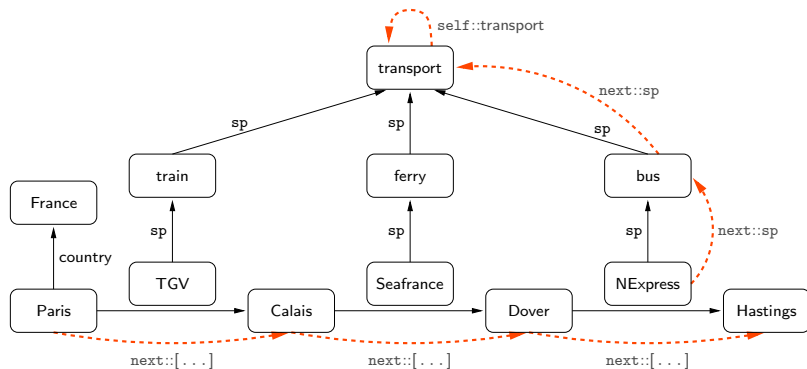 self::transport
transport
next::sp
sp
sp
sp
train
ferry
bus
France
sp
sp
sp
next::sp
country
TGV
Seafrance
NExpress
Paris
Calais
Dover
Hastings
next::[...]
next::[...]
next::[...]